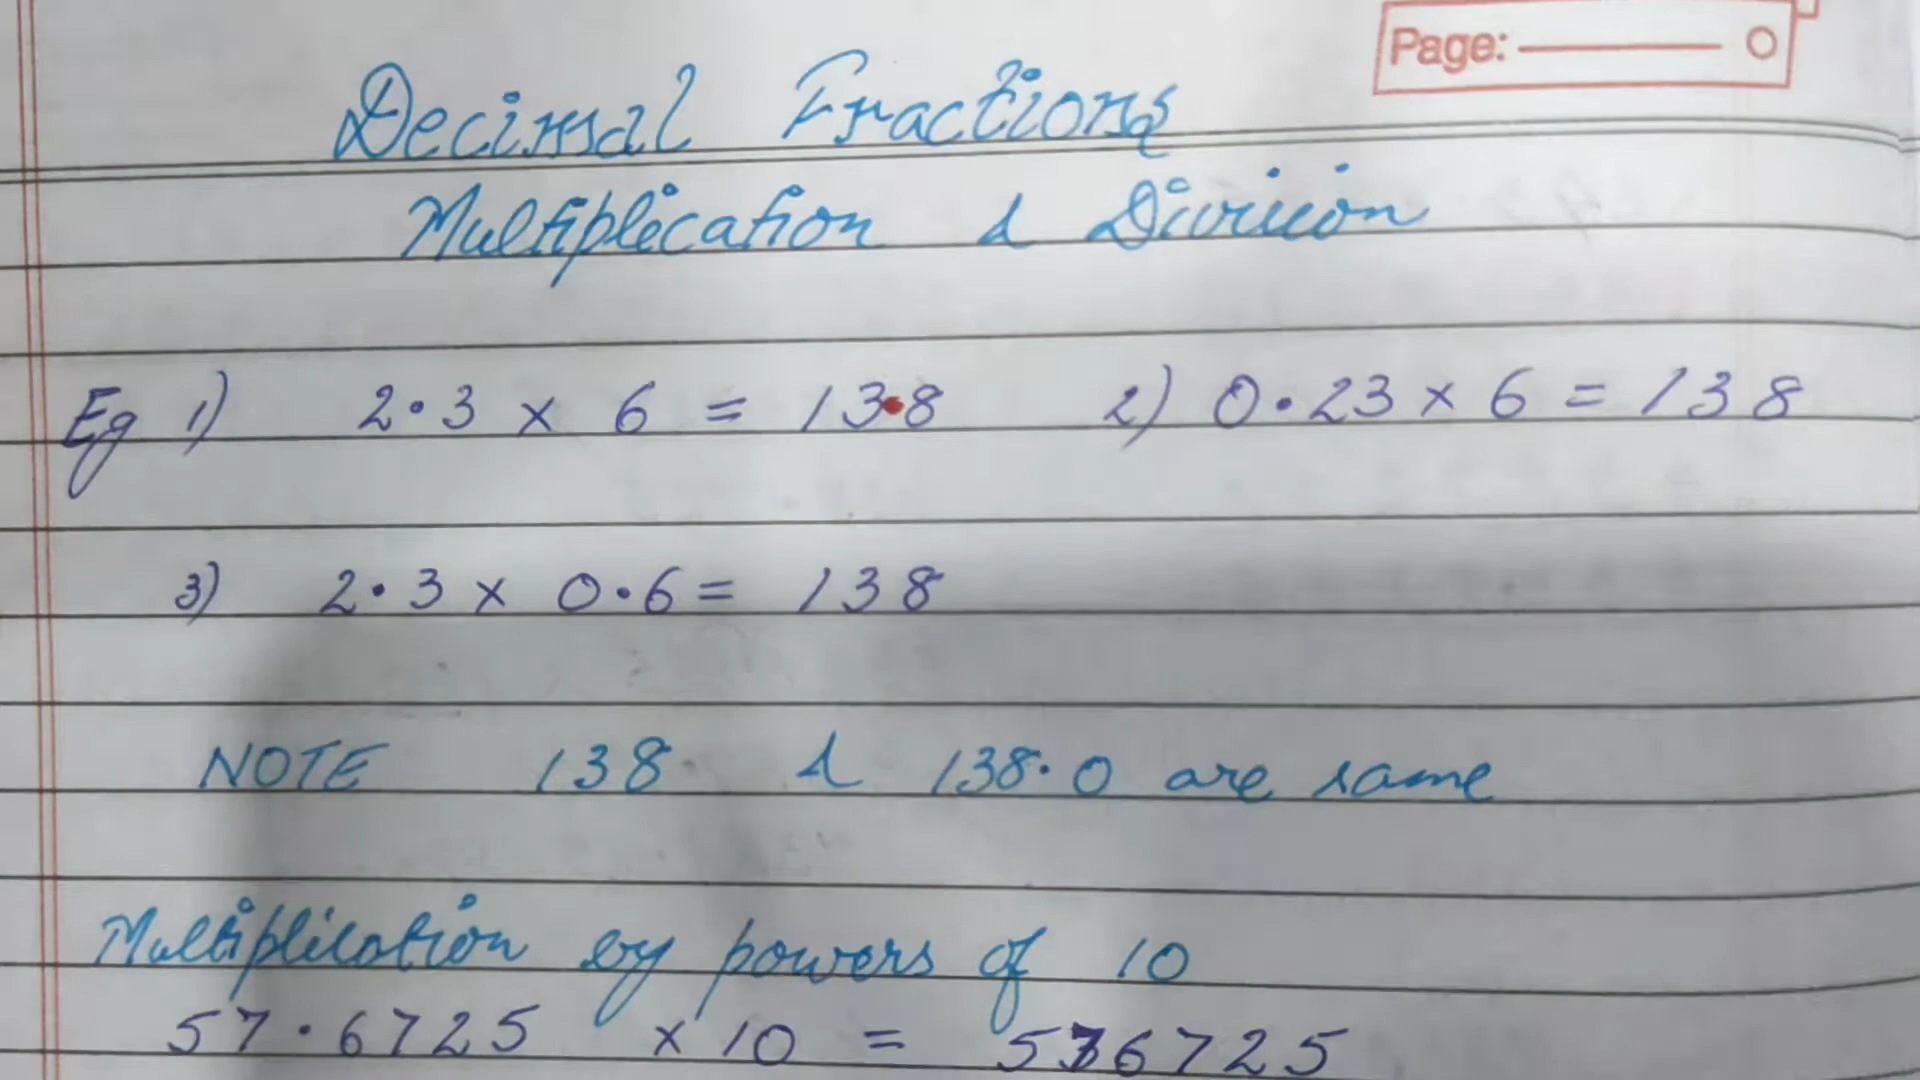 Page: O
Decimal Fractions
Multiplication & Division
Eg 1) 2.3 x 6 = 13.8 2) 0.23 x 6 = 138
3) 2.3 x 0.6 = 138
NOTE 138 & 138.0 are same
Multiplication by powers of 10
57.6725 x 10 = 576725